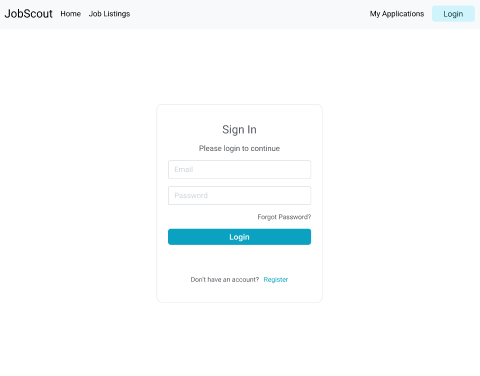 JobScout Home Job Listings My Applications Login
Sign In
Please login to continue
Email
Password
Forgot Password?
Login
Don't have an account? Register